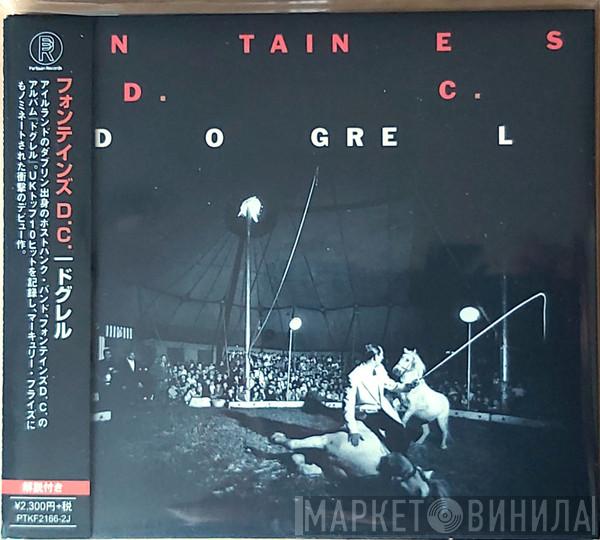 Partisan Records
フォンテインズ D.C. | ドグレル
アイルランドのダブリン出身のポストパンク・バンド、フォンテインズD.C.の
アルバム「ドグレル」。UKトップ10ヒットを記録し、マーキュリー・プライズに
もノミネートされた衝撃のデビュー作。
解説付き
¥2,300円+税
PTKF2166-2J
N TAIN E S
D. C.
D O GRE L
МАРКЕТ ВИНИЛА